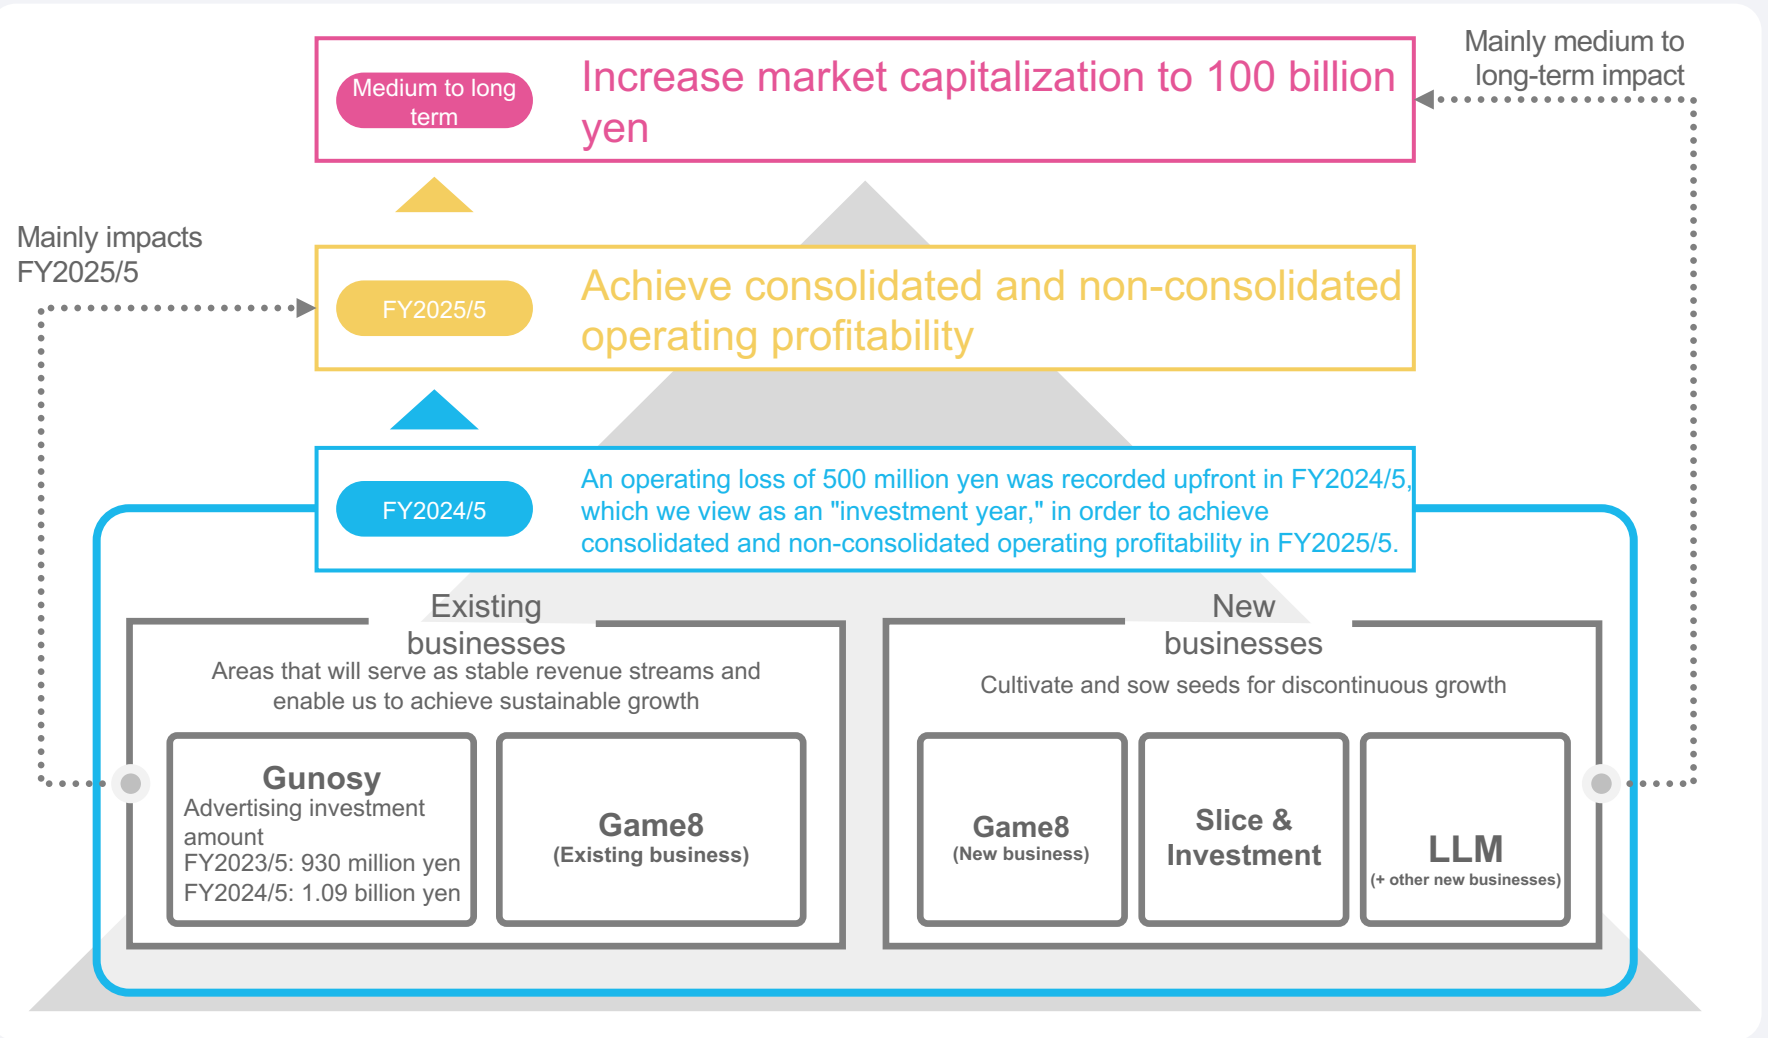 Mainly medium to
long-term impact
Medium to long
term
Increase market capitalization to 100 billion
yen
Mainly impacts
FY2025/5
FY2025/5
Achieve consolidated and non-consolidated
operating profitability
FY2024/5
An operating loss of 500 million yen was recorded upfront in FY2024/5,
which we view as an "investment year," in order to achieve
consolidated and non-consolidated operating profitability in FY2025/5.
Existing
businesses
Areas that will serve as stable revenue streams and
enable us to achieve sustainable growth
Gunosy
Advertising investment
amount
FY2023/5: 930 million yen
FY2024/5: 1.09 billion yen
Game8
(Existing business)
New
businesses
Cultivate and sow seeds for discontinuous growth
Game8
(New business)
Slice &
Investment
LLM
(+ other new businesses)